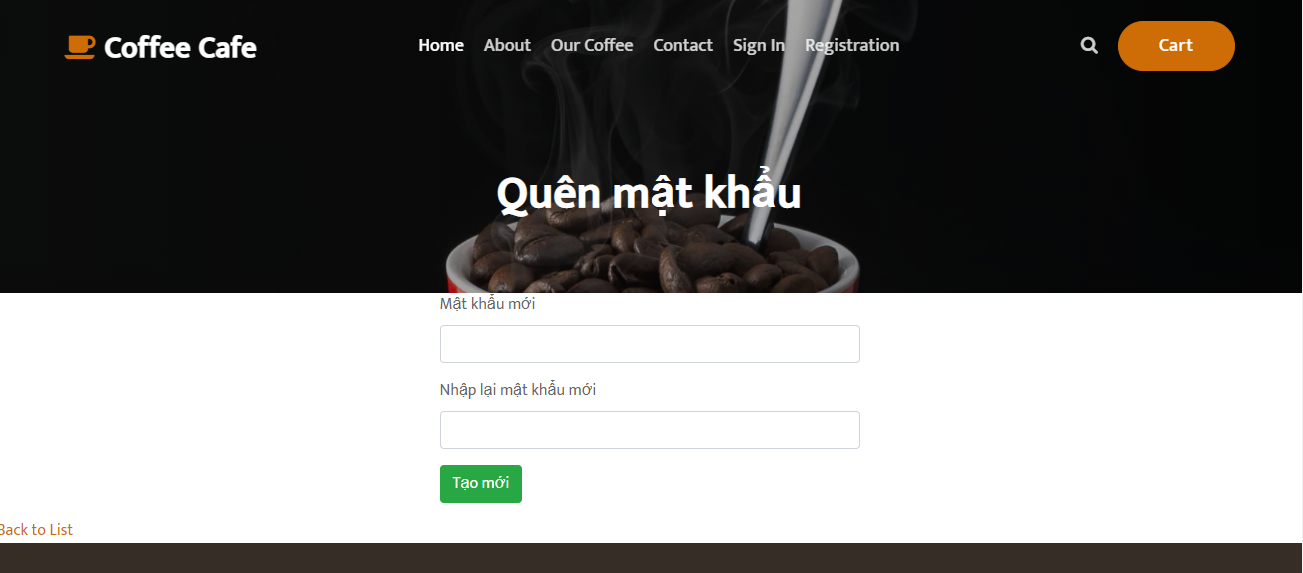 Coffee Cafe
Home About Our Coffee Contact Sign In Registration
Cart
Quên mật khẩu
Mật khẩu mới
Nhập lại mật khẩu mới
Tạo mới
Back to List